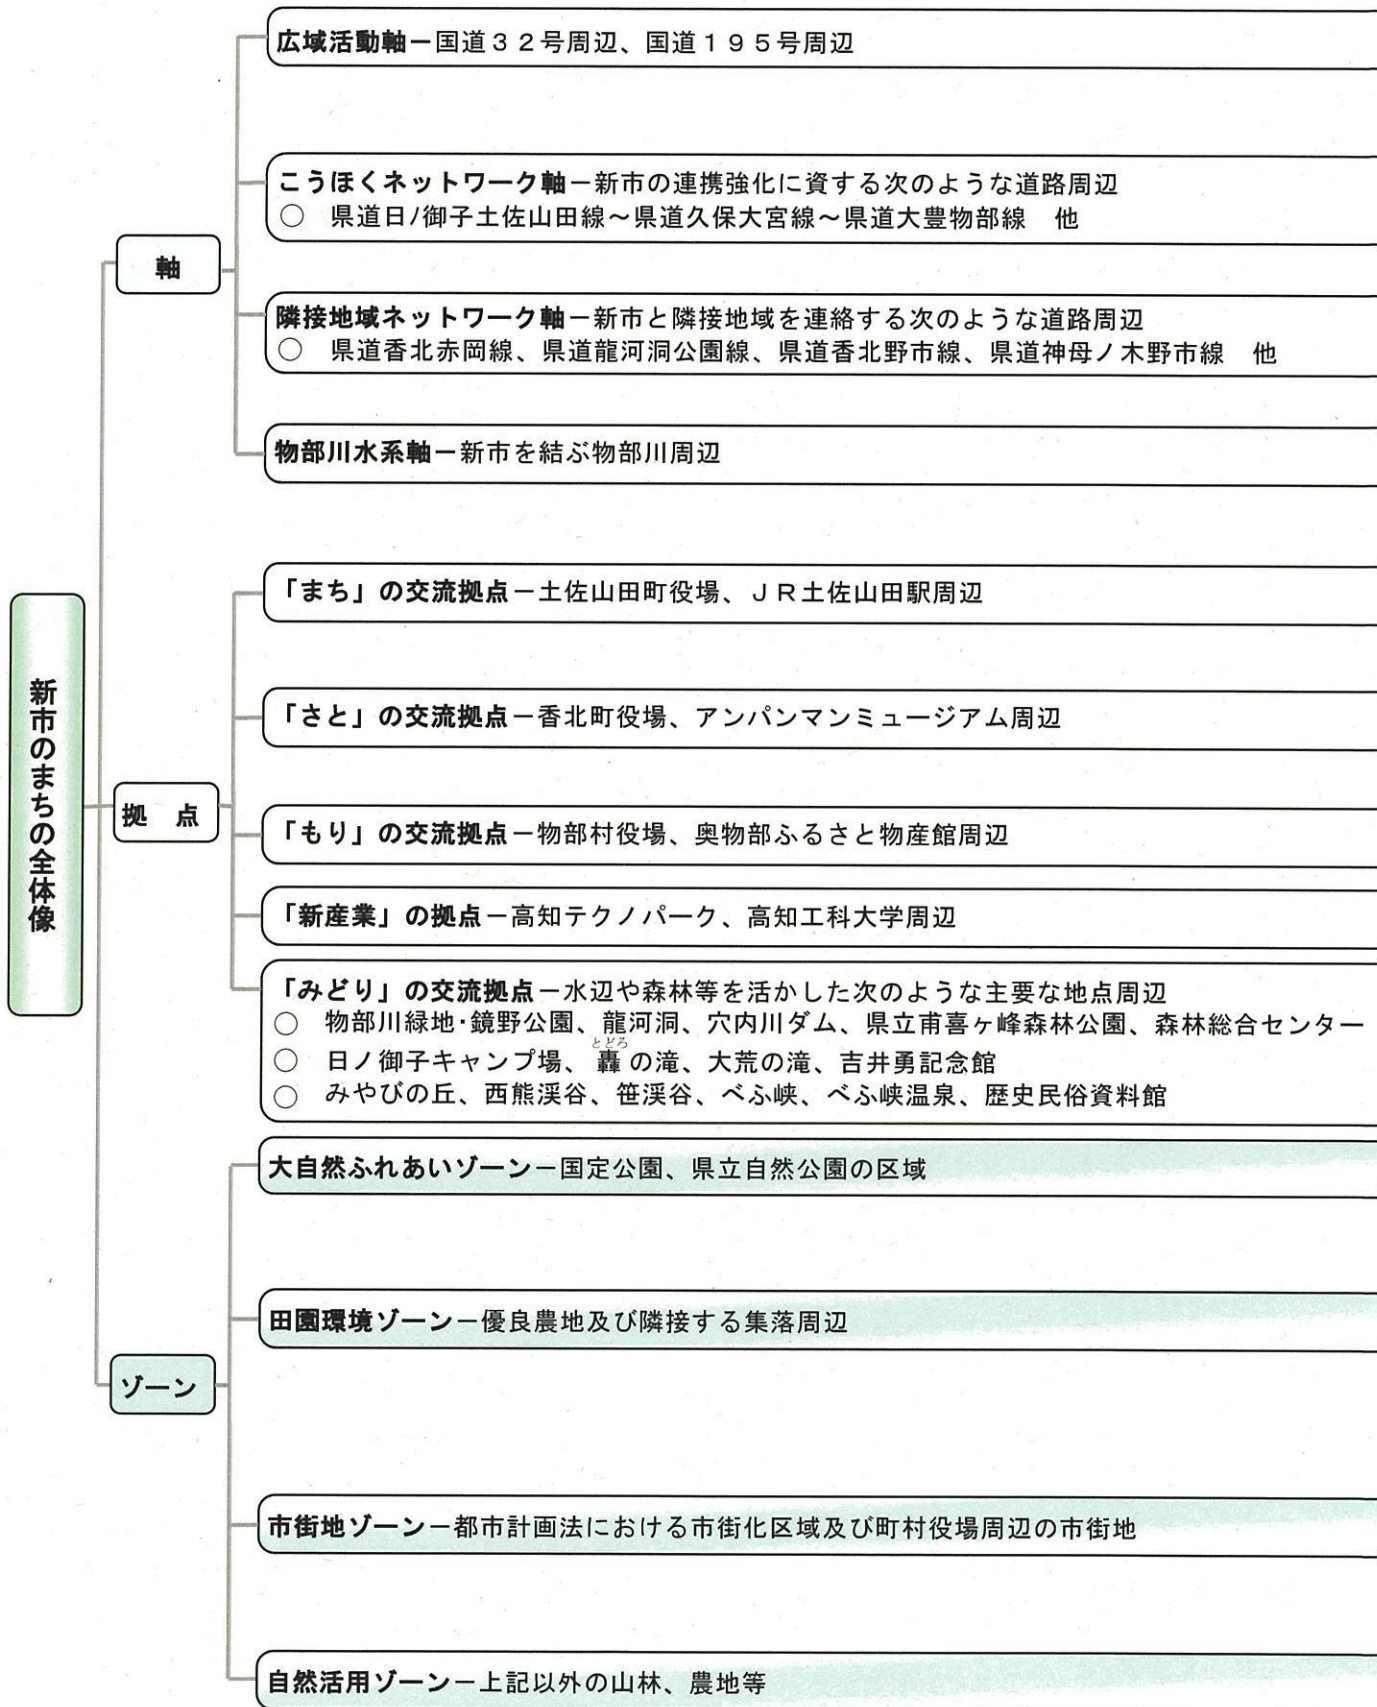 新市のまちの全体像
軸
広域活動軸－国道３２号周辺、国道１９５号周辺
こうほくネットワーク軸－新市の連携強化に資する次のような道路周辺
○　県道日/御子土佐山田線～県道久保大宮線～県道大豊物部線　他
隣接地域ネットワーク軸－新市と隣接地域を連絡する次のような道路周辺
○　県道香北赤岡線、県道龍河洞公園線、県道香北野市線、県道神母ノ木野市線　他
物部川水系軸－新市を結ぶ物部川周辺
拠　点
「まち」の交流拠点－土佐山田町役場、ＪＲ土佐山田駅周辺
「さと」の交流拠点－香北町役場、アンパンマンミュージアム周辺
「もり」の交流拠点－物部村役場、奥物部ふるさと物産館周辺
「新産業」の拠点－高知テクノパーク、高知工科大学周辺
「みどり」の交流拠点－水辺や森林等を活かした次のような主要な地点周辺
○　物部川緑地・鏡野公園、龍河洞、穴内川ダム、県立甫喜ヶ峰森林公園、森林総合センター
とどろ
○　日ノ御子キャンプ場、轟の滝、大荒の滝、吉井勇記念館
○　みやびの丘、西熊渓谷、笹渓谷、べふ峡、べふ峡温泉、歴史民俗資料館
ゾーン
大自然ふれあいゾーン－国定公園、県立自然公園の区域
田園環境ゾーン－優良農地及び隣接する集落周辺
市街地ゾーン－都市計画法における市街化区域及び町村役場周辺の市街地
自然活用ゾーン－上記以外の山林、農地等